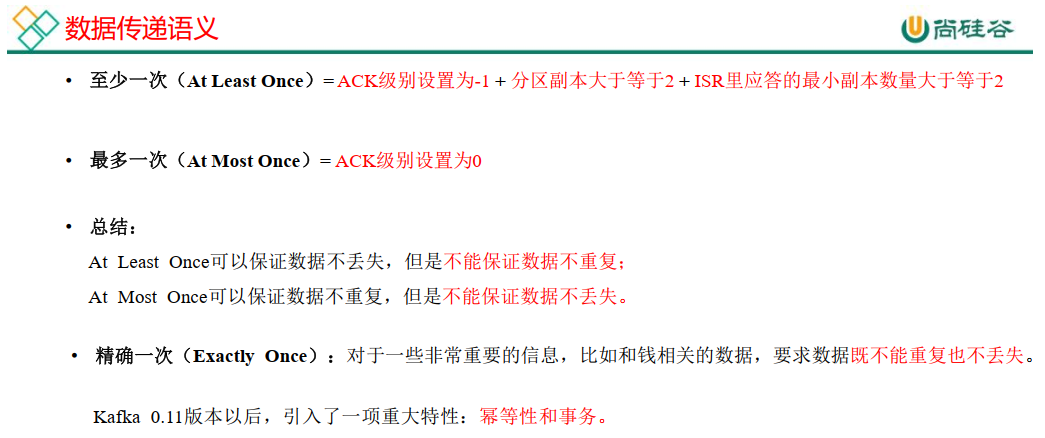 数据传递语义
尚硅谷
• 至少一次（At Least Once）= ACK级别设置为-1 + 分区副本大于等于2 + ISR里应答的最小副本数量大于等于2
• 最多一次（At Most Once）= ACK级别设置为0
• 总结：
At Least Once可以保证数据不丢失，但是不能保证数据不重复；
At Most Once可以保证数据不重复，但是不能保证数据不丢失。
• 精确一次（Exactly Once）：对于一些非常重要的信息，比如和钱相关的数据，要求数据既不能重复也不丢失。
Kafka 0.11版本以后，引入了一项重大特性：幂等性和事务。